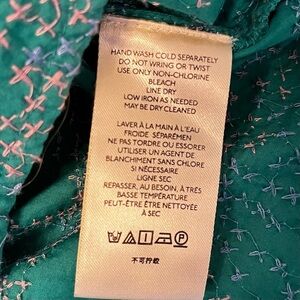 HAND WASH COLD SEPARATELY
DO NOT WRING OR TWIST
USE ONLY NON-CHLORINE
BLEACH
LINE DRY
LOW IRON AS NEEDED
MAY BE DRY CLEANED
LAVER À LA MAIN À L'EAU
FROIDE SÉPARÉMEN
NE PAS TORDRE OU ESSORER
UTILISER UN AGENT DE
BLANCHIMENT SANS CHLORE
SI NÉCESSAIRE
LIGNE SEC
REPASSER, AU BESOIN, À TRÈS
BASSE TEMPÉRATURE
PEUT-ÊTRE ÊTRE NETTOYÉE
À SEC
不可拧绞